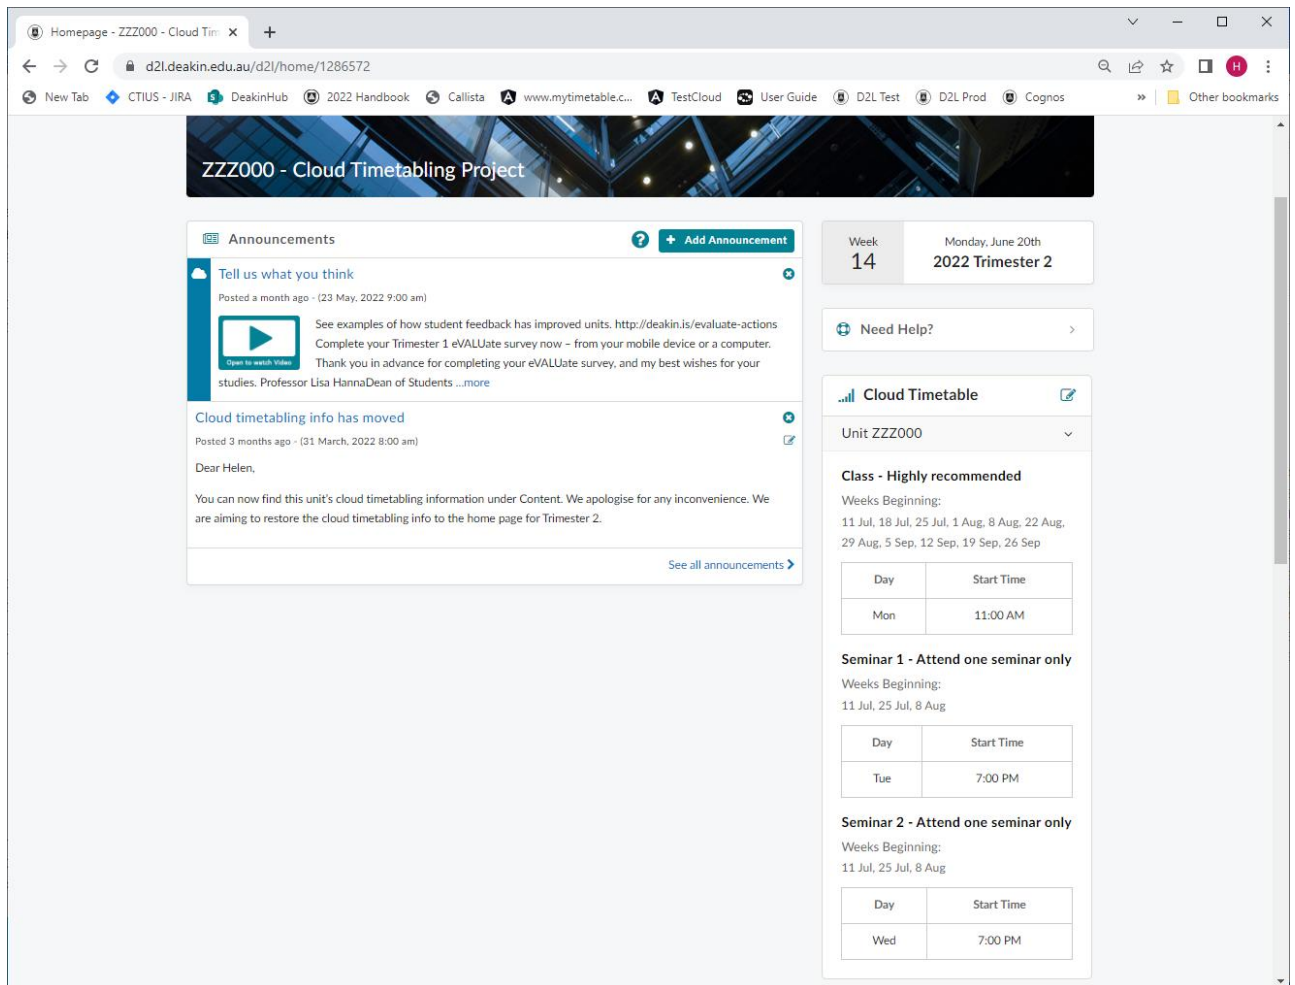 Homepage - ZZZ000 - Cloud Tim
d2l.deakin.edu.au/d2l/home/1286572
H
New Tab
CTIUS - JIRA
DeakinHub
2022 Handbook
Callista
www.mytimetable.c...
TestCloud
User Guide
D2L Test
D2L Prod
Cognos
»
Other bookmarks
ZZZ000 - Cloud Timetabling Project
Announcements
? + Add Announcement
Tell us what you think
Posted a month ago - (23 May, 2022 9:00 am)
Open to watch Video
See examples of how student feedback has improved units. http://deakin.is/evaluate-actions
Complete your Trimester 1 eVALUate survey now – from your mobile device or a computer.
Thank you in advance for completing your eVALUate survey, and my best wishes for your
studies. Professor Lisa HannaDean of Students ...more
Cloud timetabling info has moved
Posted 3 months ago - (31 March, 2022 8:00 am)
Dear Helen,
You can now find this unit's cloud timetabling information under Content. We apologise for any inconvenience. We
are aiming to restore the cloud timetabling info to the home page for Trimester 2.
See all announcements
Week
14
Monday, June 20th
2022 Trimester 2
Need Help?
Cloud Timetable
Unit ZZZ000
Class - Highly recommended
Weeks Beginning:
11 Jul, 18 Jul, 25 Jul, 1 Aug, 8 Aug, 22 Aug,
29 Aug, 5 Sep, 12 Sep, 19 Sep, 26 Sep
Day Start Time
Mon 11:00 AM
Seminar 1 - Attend one seminar only
Weeks Beginning:
11 Jul, 25 Jul, 8 Aug
Day Start Time
Tue 7:00 PM
Seminar 2 - Attend one seminar only
Weeks Beginning:
11 Jul, 25 Jul, 8 Aug
Day Start Time
Wed 7:00 PM